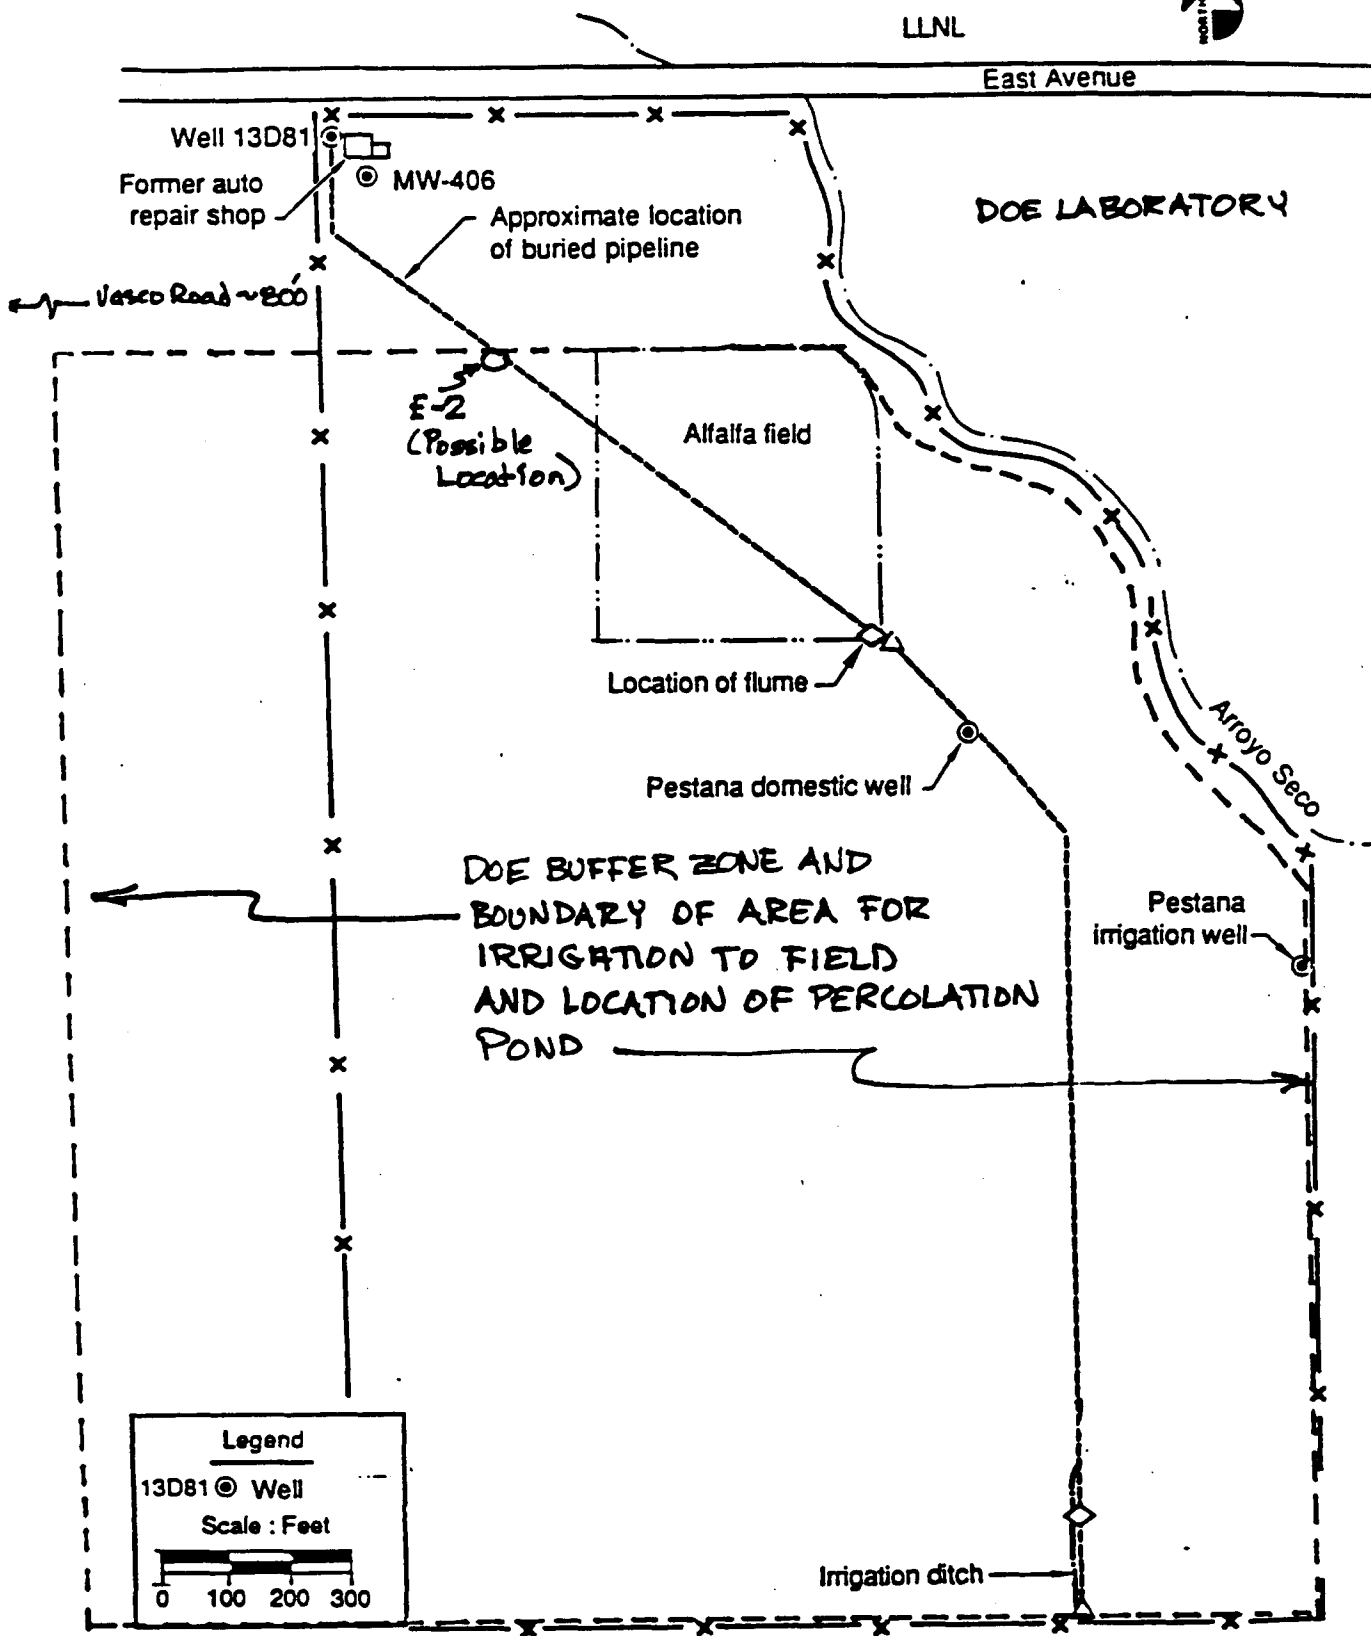 LLNL
NORTH
East Avenue
Well 13D81
MW-406
Former auto
repair shop
Approximate location
of buried pipeline
DOE LABORATORY
Vasco Road ~800'
E-2
(Possible
Location)
Alfalfa field
Location of flume
Arroyo Seco
Pestana domestic well
DOE BUFFER ZONE AND
BOUNDARY OF AREA FOR
IRRIGATION TO FIELD
AND LOCATION OF PERCOLATION
POND
Pestana
irrigation well
Legend
13D81 Well
Scale : Feet
0 100 200 300
Irrigation ditch